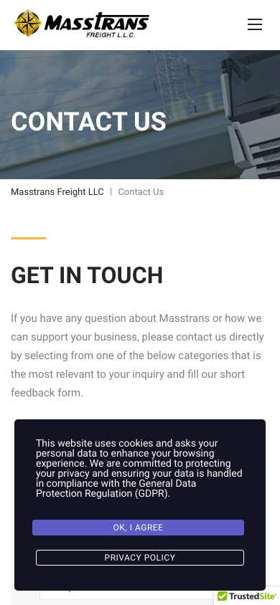 MASSTRANS
FREIGHT L.L.C.
CONTACT US
Masstrans Freight LLC | Contact Us
GET IN TOUCH
If you have any question about Masstrans or how we
can support your business, please contact us directly
by selecting from one of the below categories that is
the most relevant to your inquiry and fill our short
feedback form.
This website uses cookies and asks your
personal data to enhance your browsing
experience. We are committed to protecting
your privacy and ensuring your data is handled
in compliance with the General Data
Protection Regulation (GDPR).
OK, I AGREE
PRIVACY POLICY
TrustedSite